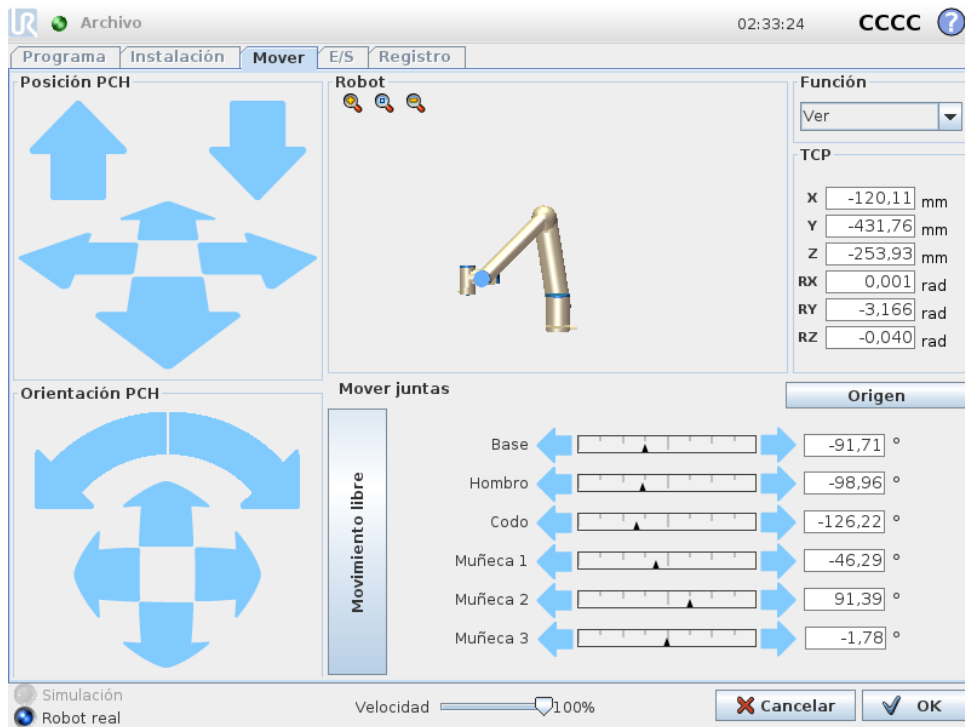 UR Archivo 02:33:24 CCCC ?
Programa Instalación Mover E/S Registro
Posición PCH
Robot
Función
Ver
TCP
X -120,11 mm
Y -431,76 mm
Z -253,93 mm
RX 0,001 rad
RY -3,166 rad
RZ -0,040 rad
Orientación PCH
Mover juntas
Origen
Movimiento libre
Base -91,71 °
Hombro -98,96 °
Codo -126,22 °
Muñeca 1 -46,29 °
Muñeca 2 91,39 °
Muñeca 3 -1,78 °
Simulación
Robot real
Velocidad 100%
Cancelar
OK